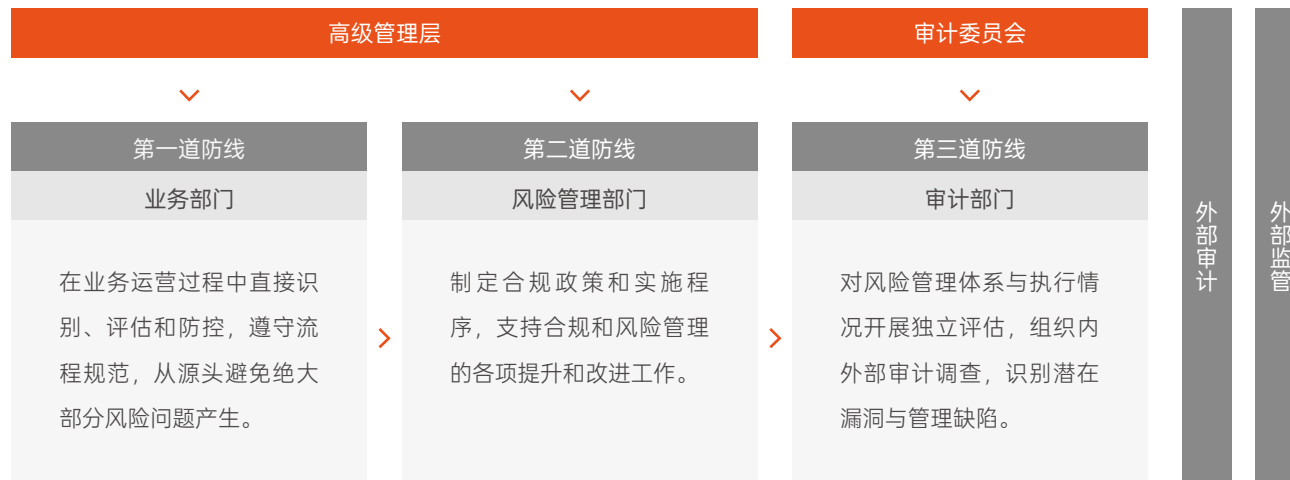 高级管理层
审计委员会
第一道防线
业务部门
在业务运营过程中直接识
别、评估和防控，遵守流
程规范，从源头避免绝大
部分风险问题产生。
第二道防线
风险管理部门
制定合规政策和实施程
序，支持合规和风险管理
的各项提升和改进工作。
第三道防线
审计部门
对风险管理体系与执行情
况开展独立评估，组织内
外部审计调查，识别潜在
漏洞与管理缺陷。
外部审计
外部监管